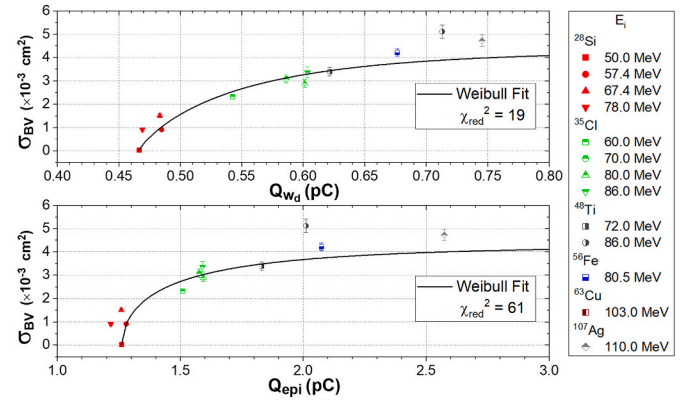 6
5
4
3
2
1
0
σBV (×10⁻³ cm²)
Weibull Fit
χred² = 19
0.40 0.45 0.50 0.55 0.60 0.65 0.70 0.75 0.80
QWd (pC)
6
5
4
3
2
1
0
σBV (×10⁻³ cm²)
Weibull Fit
χred² = 61
1.0 1.5 2.0 2.5 3.0
Qepi (pC)
Ei
²⁸Si
50.0 MeV
57.4 MeV
67.4 MeV
78.0 MeV
³⁵Cl
60.0 MeV
70.0 MeV
80.0 MeV
86.0 MeV
⁴⁸Ti
72.0 MeV
86.0 MeV
⁵⁶Fe
80.5 MeV
⁶³Cu
103.0 MeV
¹⁰⁷Ag
110.0 MeV